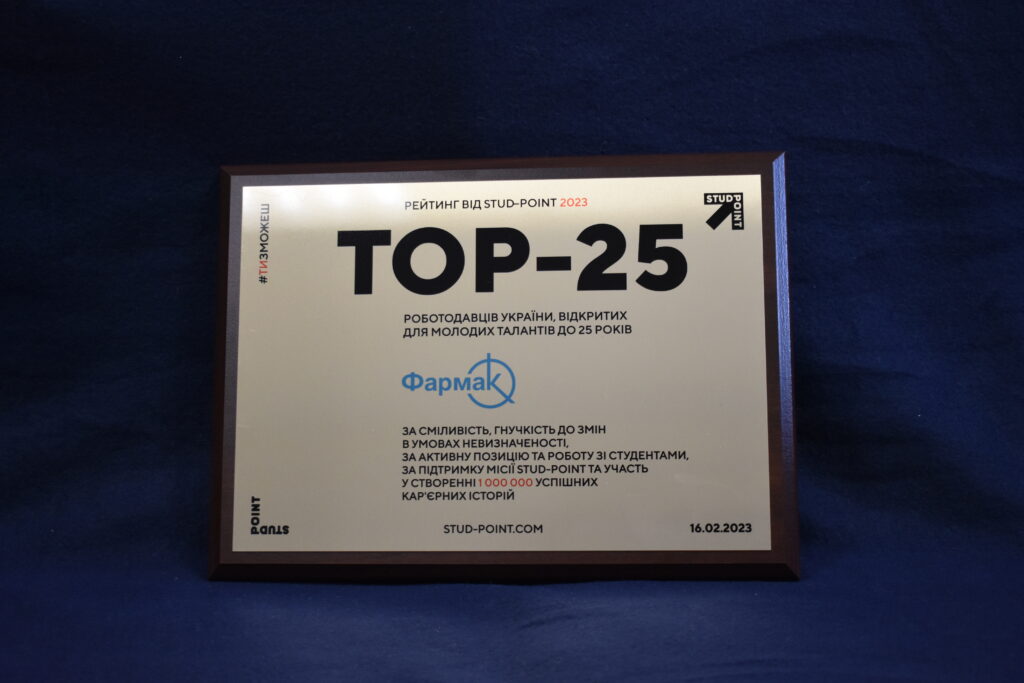 РЕЙТИНГ ВІД STUD-POINT 2023
STUD
POINT
#ТИЗМОЖЕШ
TOP-25
РОБОТОДАВЦІВ УКРАЇНИ, ВІДКРИТИХ
ДЛЯ МОЛОДИХ ТАЛАНТІВ ДО 25 РОКІВ
Фармак
ЗА СМІЛИВІСТЬ, ГНУЧКІСТЬ ДО ЗМІН
В УМОВАХ НЕВИЗНАЧЕНОСТІ,
ЗА АКТИВНУ ПОЗИЦІЮ ТА РОБОТУ ЗІ СТУДЕНТАМИ,
ЗА ПІДТРИМКУ МІСІЇ STUD-POINT ТА УЧАСТЬ
У СТВОРЕННІ 1 000 000 УСПІШНИХ
КАР'ЄРНИХ ІСТОРІЙ
POINT
STUD
STUD-POINT.COM
16.02.2023